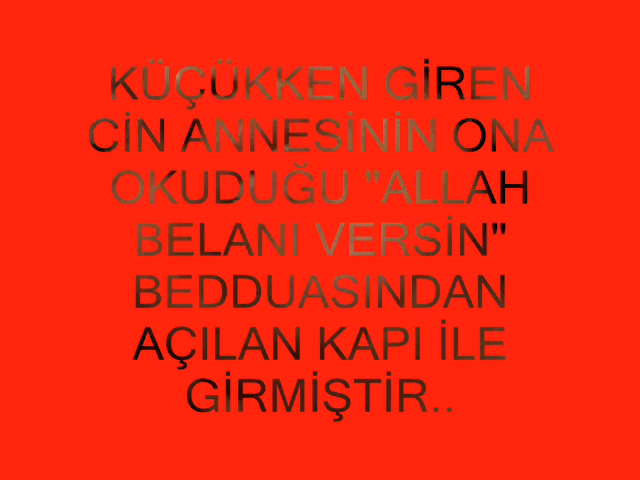 KÜÇÜKKEN GİREN
CİN ANNESİNİN ONA
OKUDUĞU "ALLAH
BELANI VERSİN"
BEDDUASINDAN
AÇILAN KAPI İLE
GİRMİŞTİR..